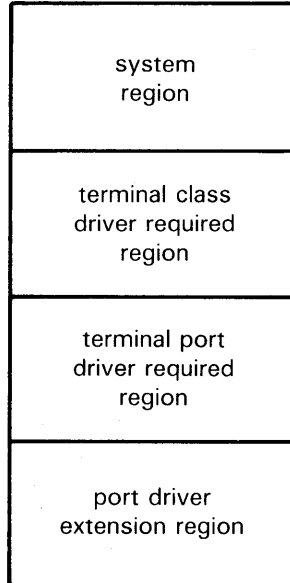 system
region
terminal class
driver required
region
terminal port
driver required
region
port driver
extension region